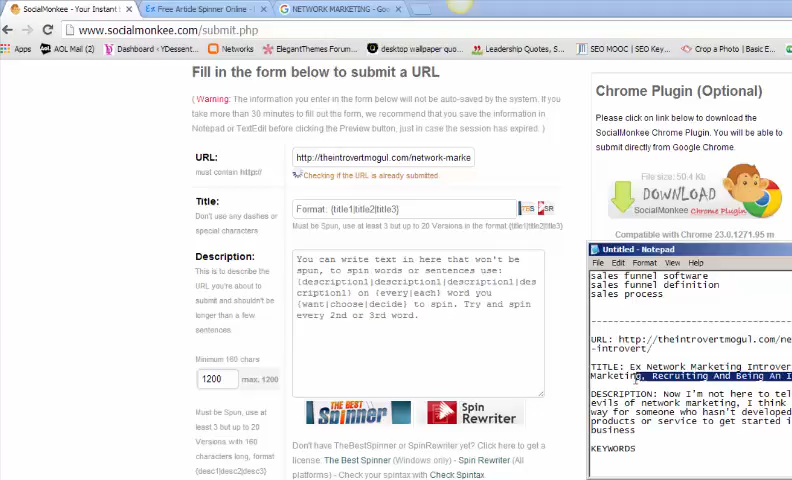 SocialMonkee - Your Instant
Free Article Spinner Online -
NETWORK MARKETING - Goo
www.socialmonkee.com/submit.php
Apps AOL Mail (2) Dashboard ‹ YDessent... Networks ElegantThemes Forum... desktop wallpaper quo... Leadership Quotes, S... SEO MOOC | SEO Key... Crop a Photo | Basic E...
Fill in the form below to submit a URL
( Warning: The information you enter in the form below will not be auto-saved by the system. If you
take more than 30 minutes to fill out the form, we recommend that you save the information in
Notepad or TextEdit before clicking the Preview button, just in case the session has expired. )
URL:
must contain http://
http://theintrovertmogul.com/network-marke
Checking if the URL is already submitted
Title:
Don't use any dashes or
special characters
Format: {title1|title2|title3}
TBS SR
Must be Spun, use at least 3 but up to 20 Versions in the format {title1|title2|title3}
Description:
This is to describe the
URL you're about to
submit and shouldn't be
longer than a few
sentences.
Minimum 160 chars
1200 max. 1200
Must be Spun, use at
least 3 but up to 20
Versions, with 160
characters long, format
{desc1|desc2|desc3}
You can write text in here that won't be
spun, to spin words or sentences use:
{description1|description1|description1|des
cription1} on {every|each} word you
{want|choose|decide} to spin. Try and spin
every 2nd or 3rd word.
THE BEST Spinner
Spin Rewriter
Don't have TheBestSpinner or SpinRewriter yet? Click here to get a
license: The Best Spinner (Windows only) - Spin Rewriter (All
platforms) - Check your spintax with Check Spintax
Chrome Plugin (Optional)
Please click on link below to download the
SocialMonkee Chrome Plugin. You will be able to
submit directly from Google Chrome.
File size: 50.4 Kb
DOWNLOAD
SocialMonkee Chrome Plugin
Compatible with Chrome 23.0.1271.95 m
Untitled - Notepad
File Edit Format View Help
sales funnel software
sales funnel definition
sales process
URL: http://theintrovertmogul.com/ne
-introvert/
TITLE: Ex Network Marketing Introver
Marketing, Recruiting And Being An I
DESCRIPTION: Now I'm not here to tel
evils of network marketing, I think
way for someone who hasn't developed
products or service to get started i
business
KEYWORDS